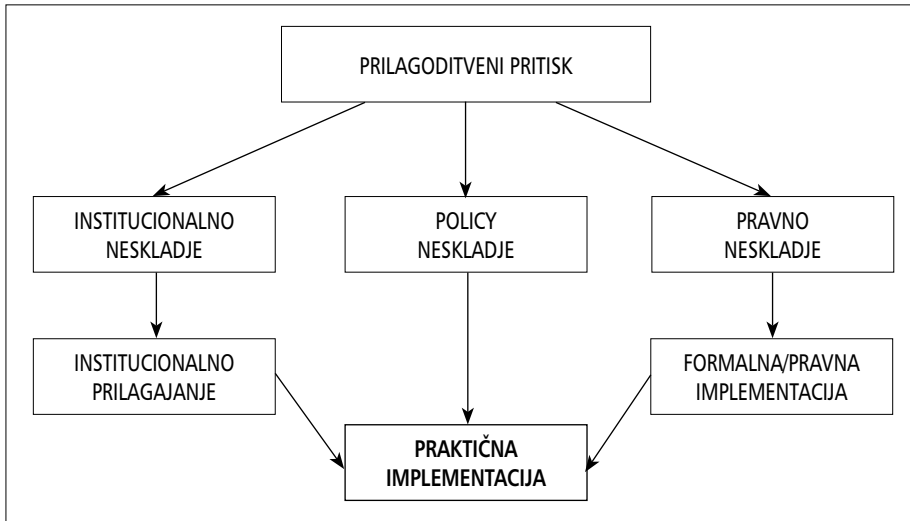 PRILAGODITVENI PRITISK
INSTITUCIONALNO
NESKLADJE
POLICY
NESKLADJE
PRAVNO
NESKLADJE
INSTITUCIONALNO
PRILAGAJANJE
FORMALNA/PRAVNA
IMPLEMENTACIJA
PRAKTIČNA
IMPLEMENTACIJA